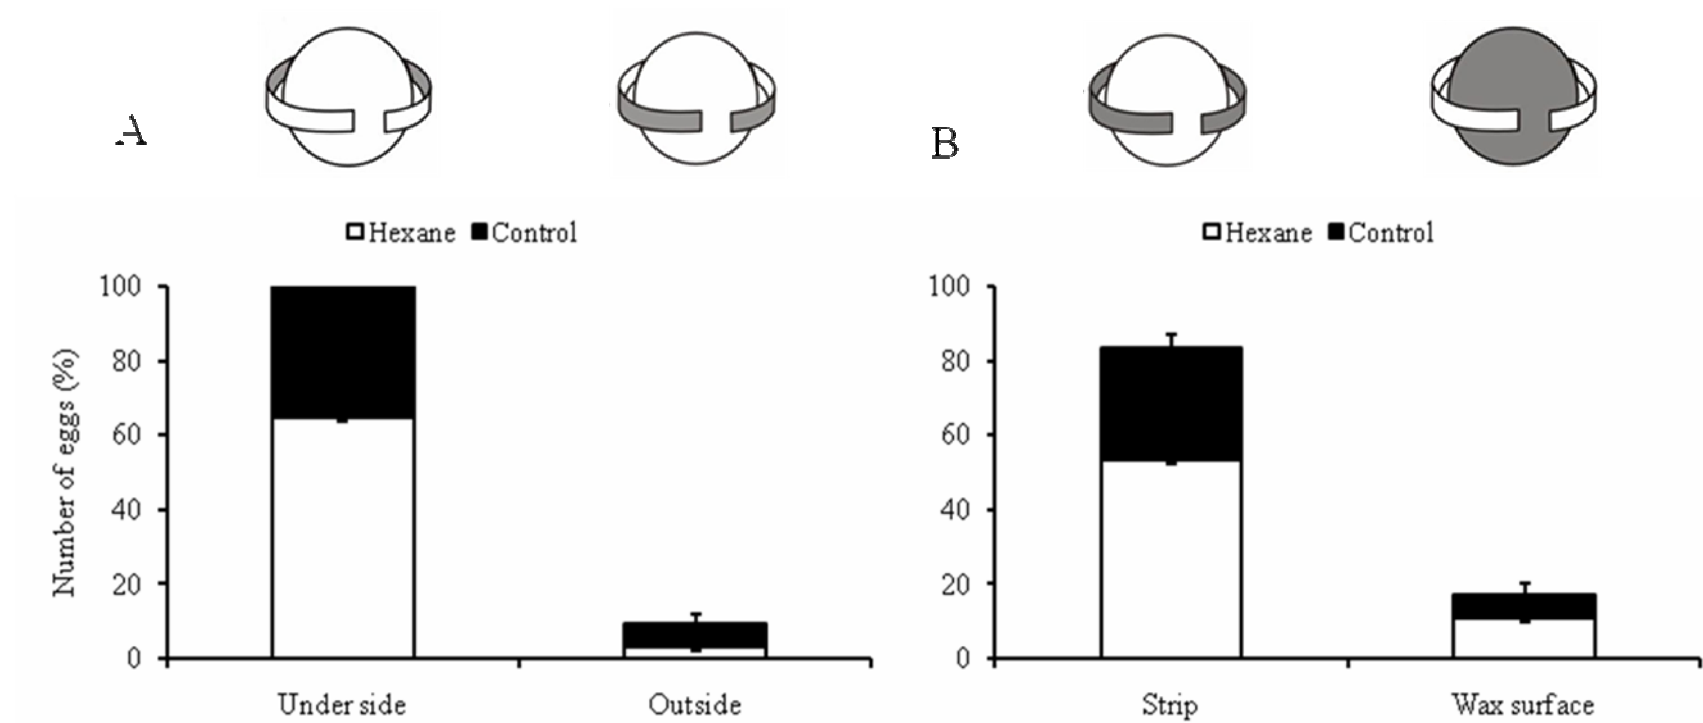 A
B
Hexane Control
Hexane Control
Number of eggs (%)
100
80
60
40
20
0
Under side Outside
100
80
60
40
20
0
Strip Wax surface